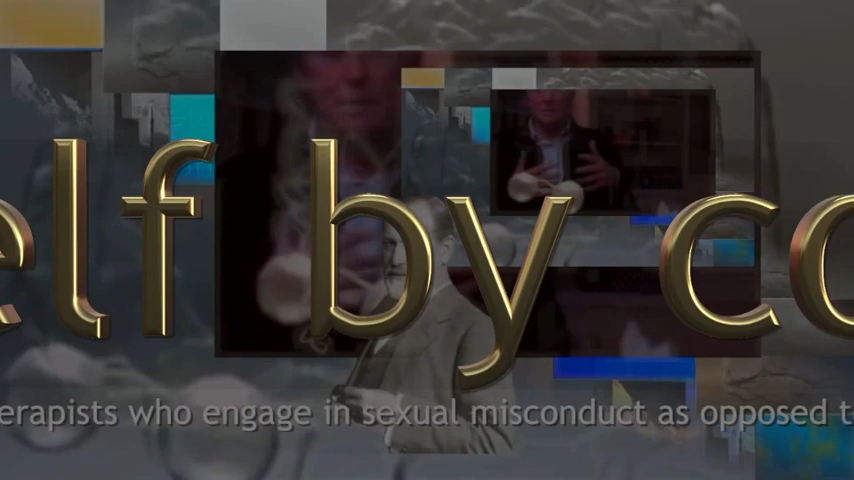 elf by co
erapists who engage in sexual misconduct as opposed t